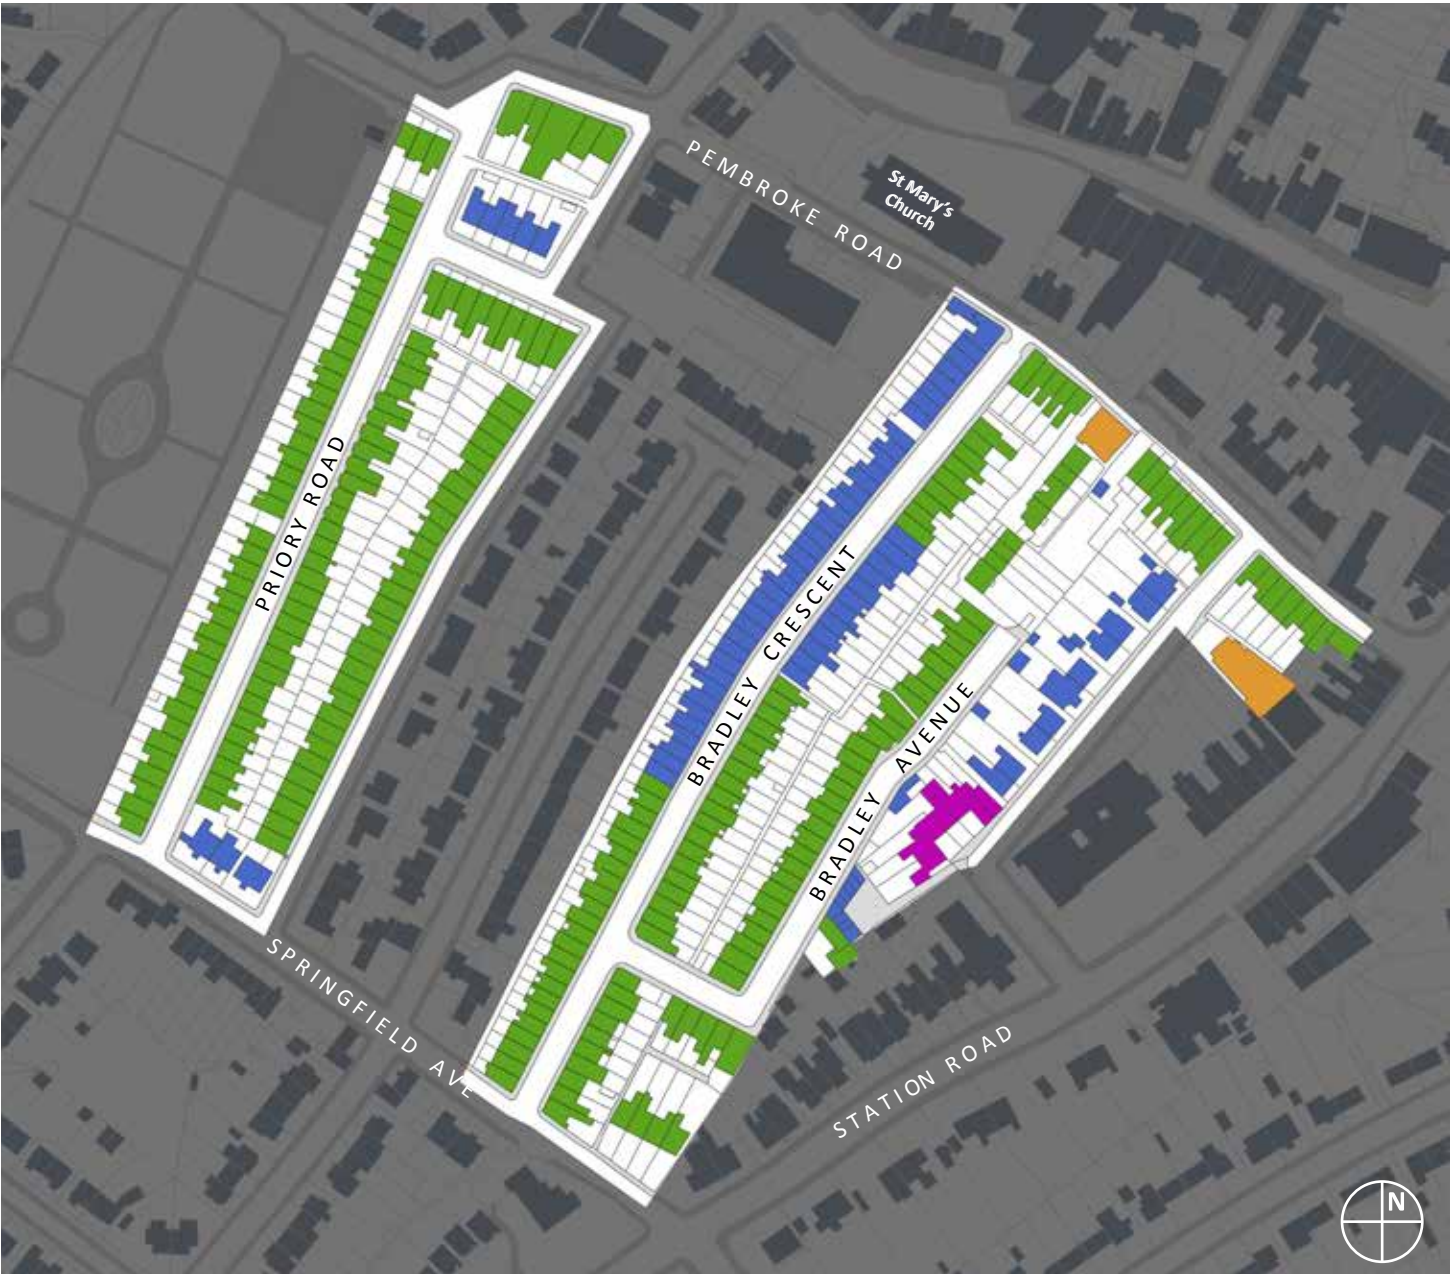 PEMBROKE ROAD
St Mary's
Church
PRIORY ROAD
BRADLEY CRESCENT
BRADLEY AVENUE
SPRINGFIELD AVE
STATION ROAD
N